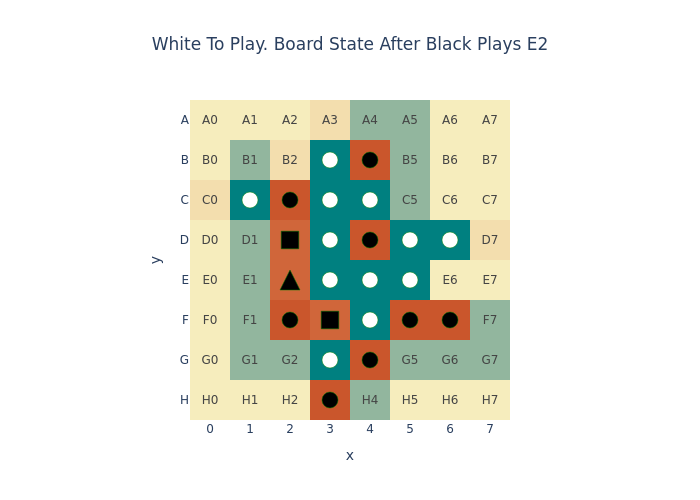 White To Play. Board State After Black Plays E2
A A0 A1 A2 A3 A4 A5 A6 A7
B B0 B1 B2 B5 B6 B7
C C0 C5 C6 C7
D D0 D1 D7
E E0 E1 E6 E7
F F0 F1 F7
G G0 G1 G2 G5 G6 G7
H H0 H1 H2 H4 H5 H6 H7
0 1 2 3 4 5 6 7
x
y